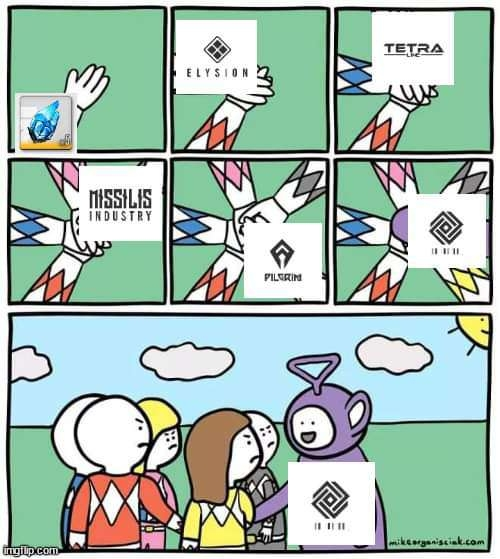 ELYSION
TETRA
LINE
MISSILIS
INDUSTRY
PILGRIM
mikeorganisciak.com
imgflip.com